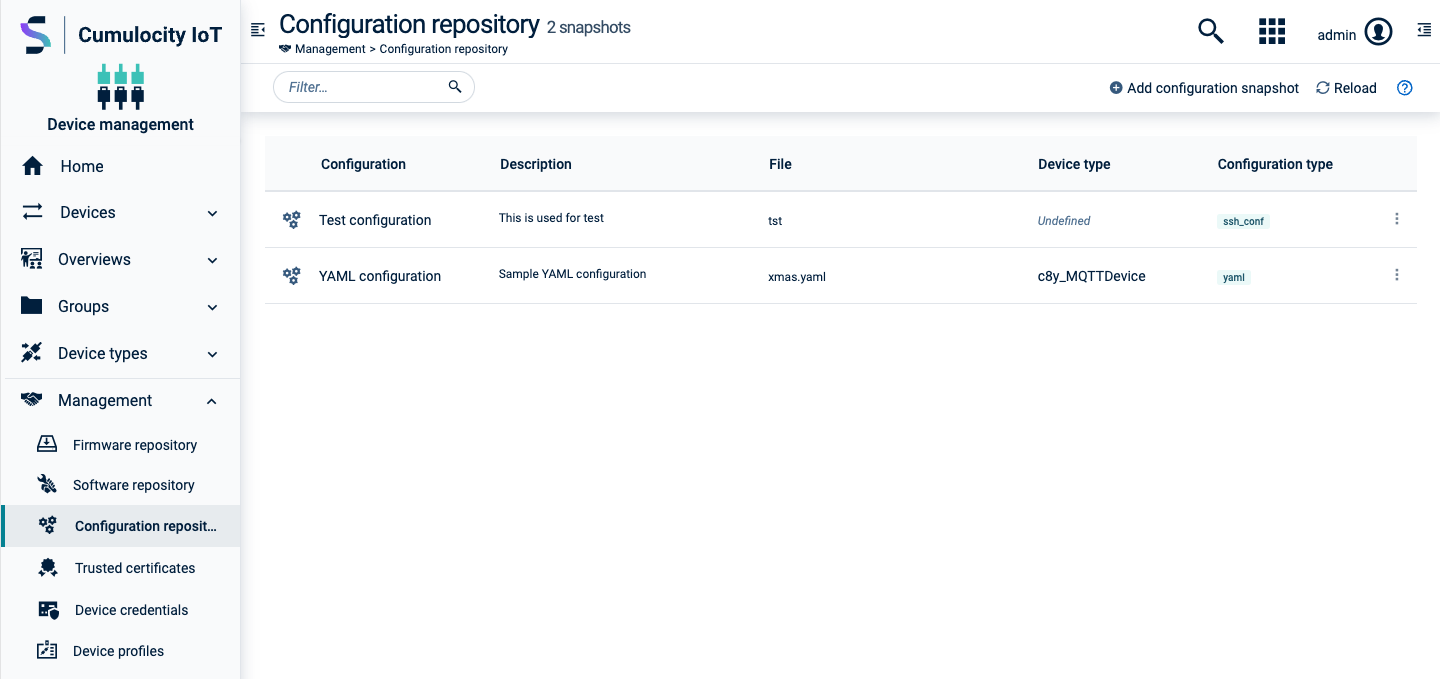 Cumulocity IoT
Device management
Home
Devices
Overviews
Groups
Device types
Management
Firmware repository
Software repository
Configuration reposit...
Trusted certificates
Device credentials
Device profiles
Configuration repository 2 snapshots
Management > Configuration repository
admin
Filter...
Add configuration snapshot Reload
Configuration Description File Device type Configuration type
Test configuration This is used for test tst Undefined ssh_conf
YAML configuration Sample YAML configuration xmas.yaml c8y_MQTTDevice yaml